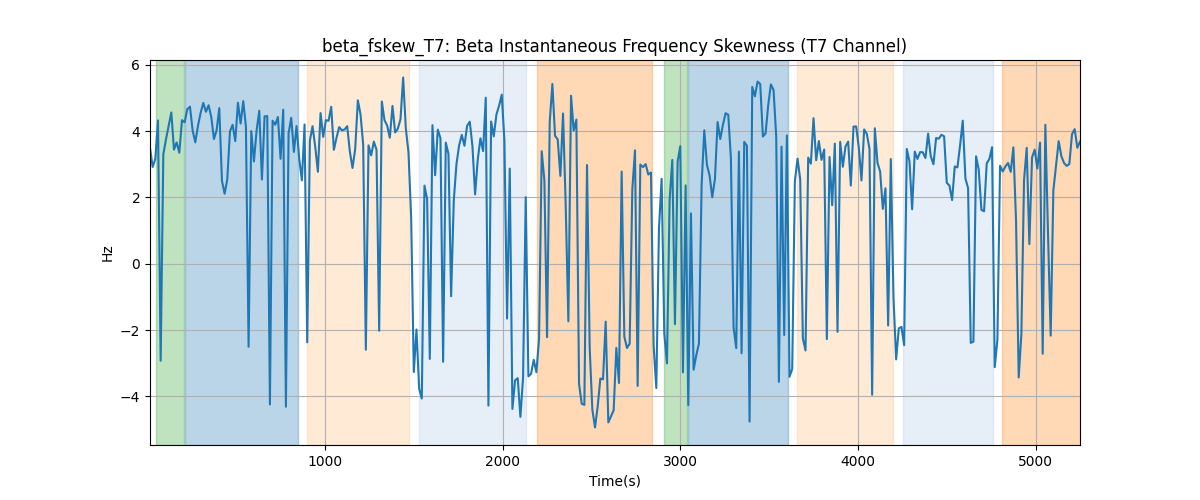 beta_fskew_T7: Beta Instantaneous Frequency Skewness (T7 Channel)
6
4
2
0
−2
−4
Hz
1000 2000 3000 4000 5000
Time(s)